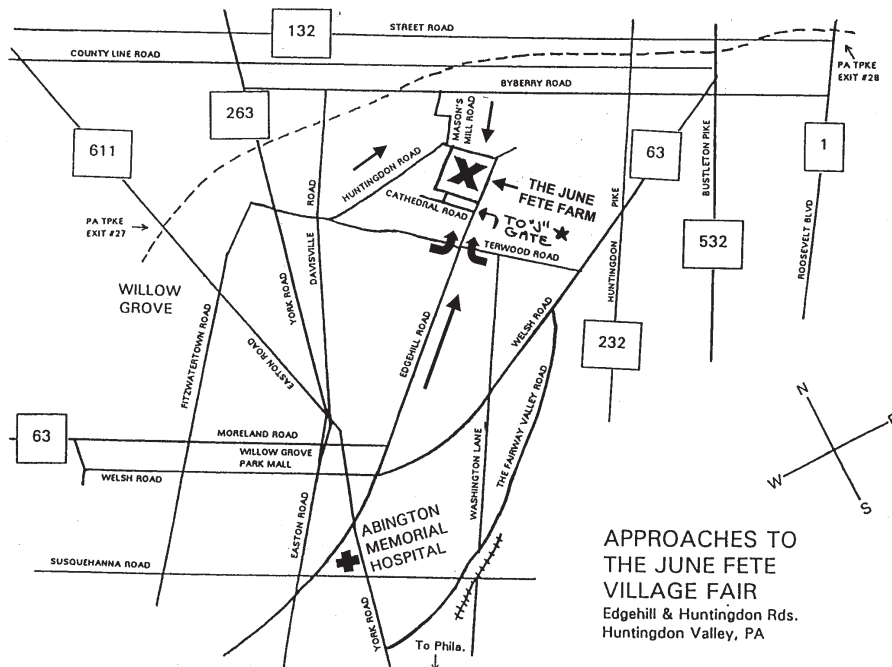 132
STREET ROAD
COUNTY LINE ROAD
BYBERRY ROAD
PA TPKE
EXIT #28
263
611
MASON'S
MILL ROAD
63
BUSTLETON PIKE
1
HUNTINGDON ROAD
ROAD
DAVISVILLE
X
THE JUNE
FETE FARM
CATHEDRAL ROAD
TO "J" ★
GATE
TERWOOD ROAD
HUNTINGDON
PIKE
532
ROOSEVELT BLVD
PA TPKE
EXIT #27
WILLOW
GROVE
YORK ROAD
FITZWATERTOWN ROAD
EASTON ROAD
EDGEHILL ROAD
WELSH ROAD
232
63
MORELAND ROAD
WILLOW GROVE
PARK MALL
WELSH ROAD
WASHINGTON LANE
THE FAIRWAY VALLEY ROAD
N
E
W
S
EASTON ROAD
ABINGTON
MEMORIAL
HOSPITAL
SUSQUEHANNA ROAD
YORK ROAD
To Phila.
APPROACHES TO
THE JUNE FETE
VILLAGE FAIR
Edgehill & Huntingdon Rds.
Huntingdon Valley, PA